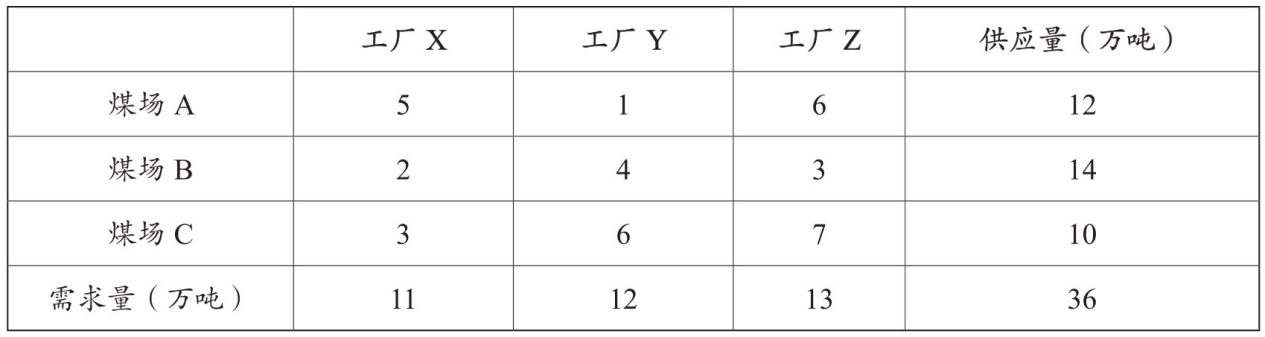 工厂 X 工厂 Y 工厂 Z 供应量（万吨）
煤场 A 5 1 6 12
煤场 B 2 4 3 14
煤场 C 3 6 7 10
需求量（万吨） 11 12 13 36